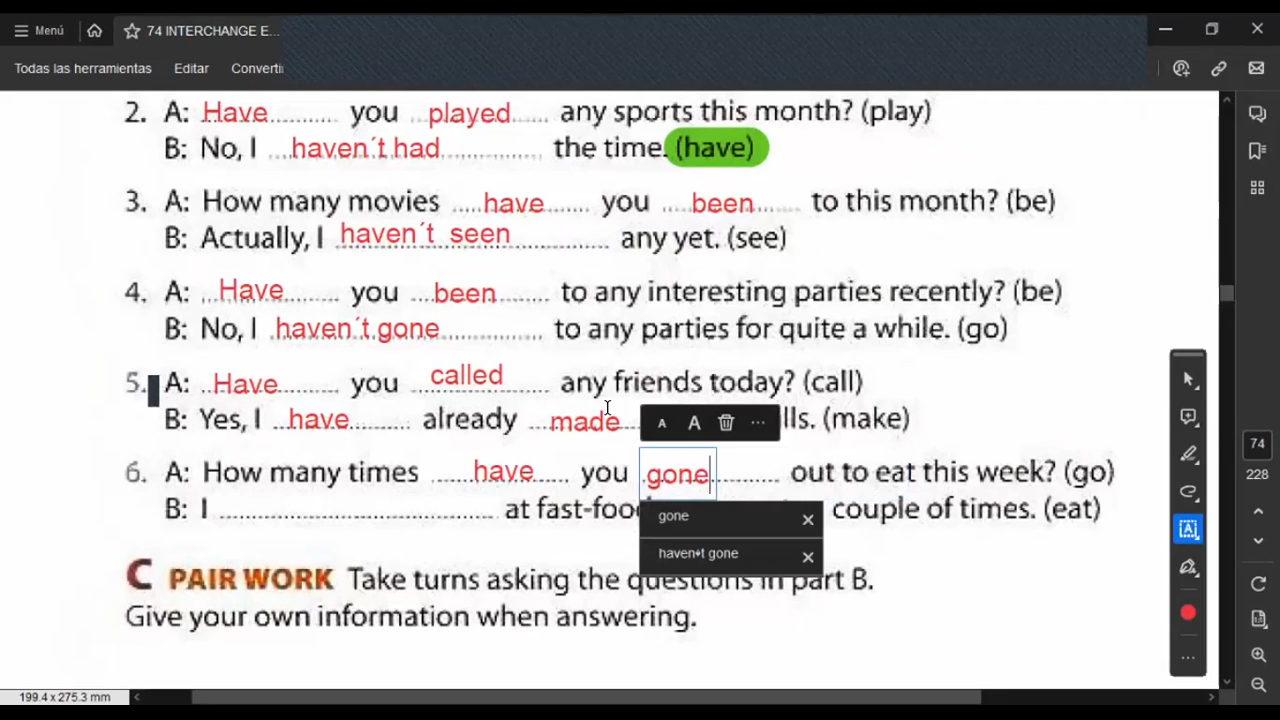 Menú 74 INTERCHANGE E...
Todas las herramientas Editar Converti
2. A: Have you played any sports this month? (play)
B: No, I haven´t had the time. (have)
3. A: How many movies have you been to this month? (be)
B: Actually, I haven´t seen any yet. (see)
4. A: Have you been to any interesting parties recently? (be)
B: No, I haven´t gone to any parties for quite a while. (go)
5. A: Have you called any friends today? (call)
B: Yes, I have already made lls. (make)
A A ...
6. A: How many times have you gone out to eat this week? (go)
B: I at fast-food couple of times. (eat)
gone
haven•t gone
C PAIR WORK Take turns asking the questions in part B.
Give your own information when answering.
74
228
199.4 x 275.3 mm